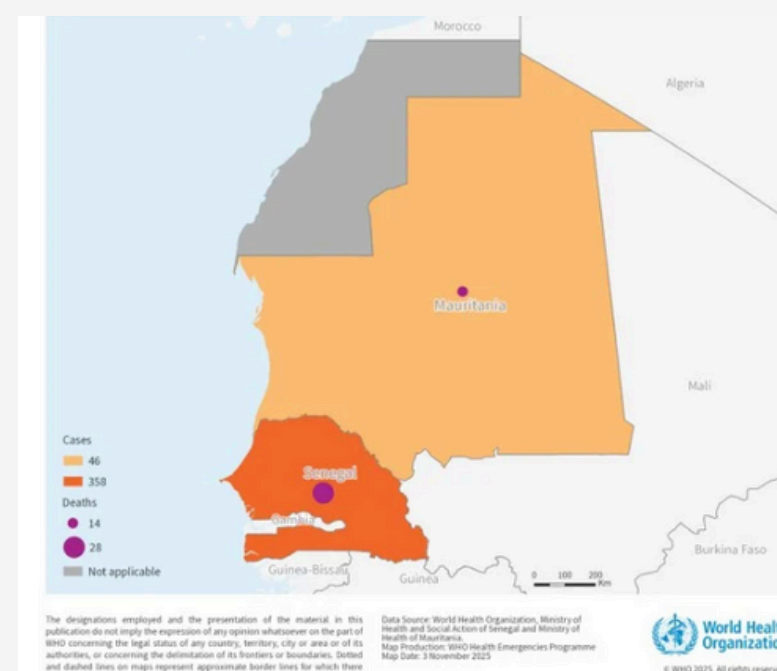 Morocco
Algeria
Mauritania
Mali
Cases
46
358
Deaths
14
28
Not applicable
Senegal
Gambia
Guinea-Bissau
Guinea
Burkina Faso
0 100 200
Km
The designations employed and the presentation of the material in this
publication do not imply the expression of any opinion whatsoever on the part of
WHO concerning the legal status of any country, territory, city or area or of its
authorities, or concerning the delimitation of its frontiers or boundaries. Dotted
and dashed lines on maps represent approximate border lines for which there
Data Source: World Health Organization, Ministry of
Health and Social Action of Senegal and Ministry of
Health of Mauritania.
Map Production: WHO Health Emergencies Programme
Map Date: 3 November 2025
World Healt
Organizatio
© WHO 2025. All rights reserve